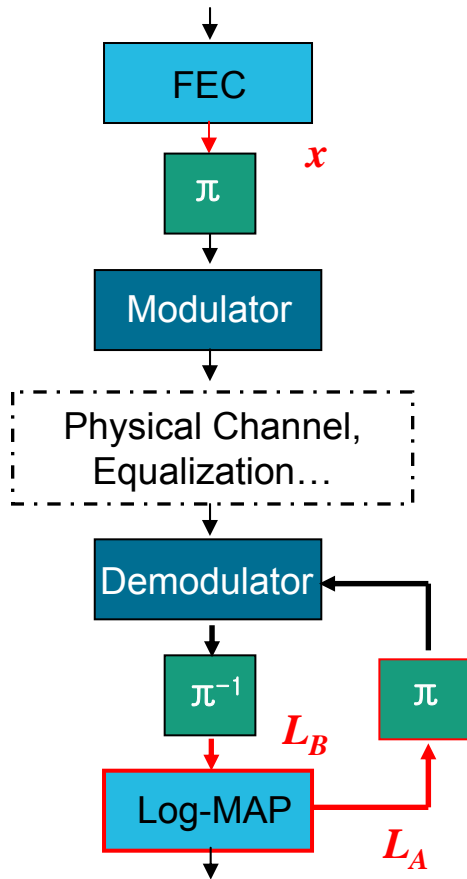 FEC
x
π
Modulator
Physical Channel,
Equalization…
Demodulator
π⁻¹
π
L_B
Log-MAP
L_A